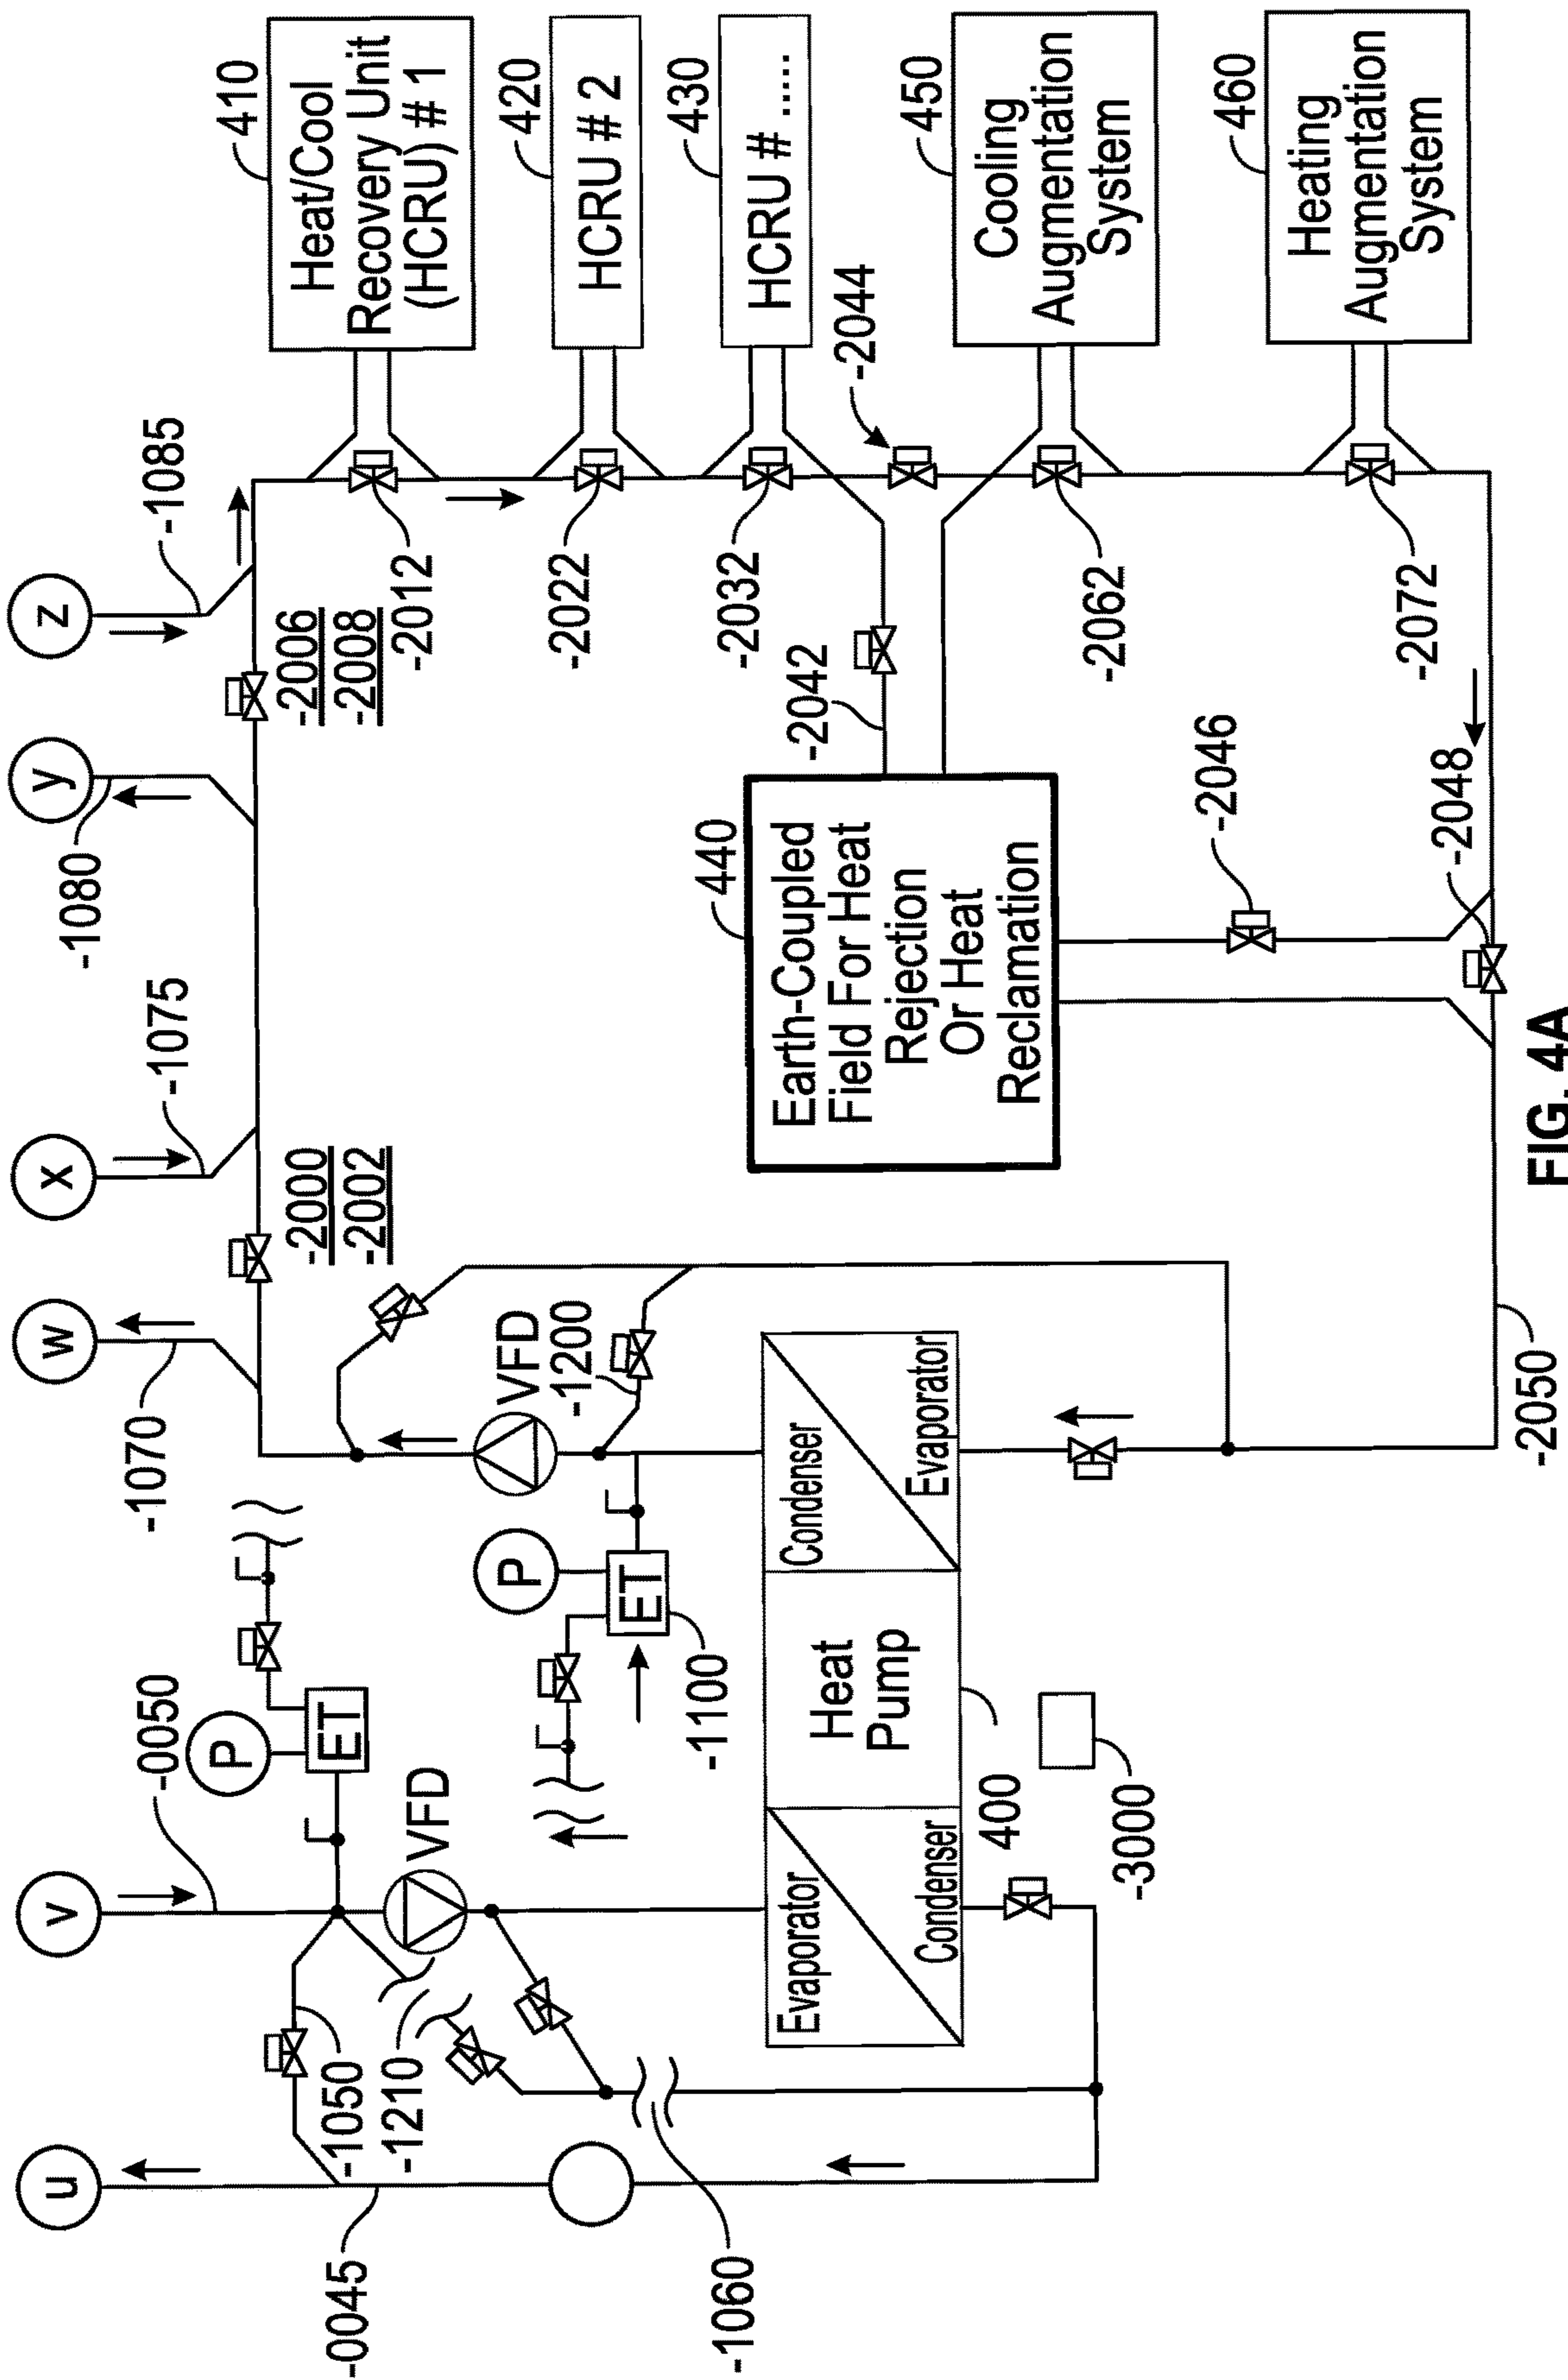 u
v
w
x
y
z
-0045
-1050
-1210
-1060
-0050
P
ET
VFD
-1070
-1075
-1080
-1085
-2000
-2002
-2006
-2008
P
ET
-1100
VFD
-1200
Evaporator
Condenser
Heat
Pump
Condenser
Evaporator
400
-3000
440
Earth-Coupled
Field For Heat
Rejection
Or Heat
Reclamation
-2042
-2046
-2048
-2050
-2012
-2022
-2032
-2044
-2062
-2072
410
Heat/Cool
Recovery Unit
(HCRU) # 1
420
HCRU # 2
430
HCRU # .....
450
Cooling
Augmentation
System
460
Heating
Augmentation
System
FIG. 4A